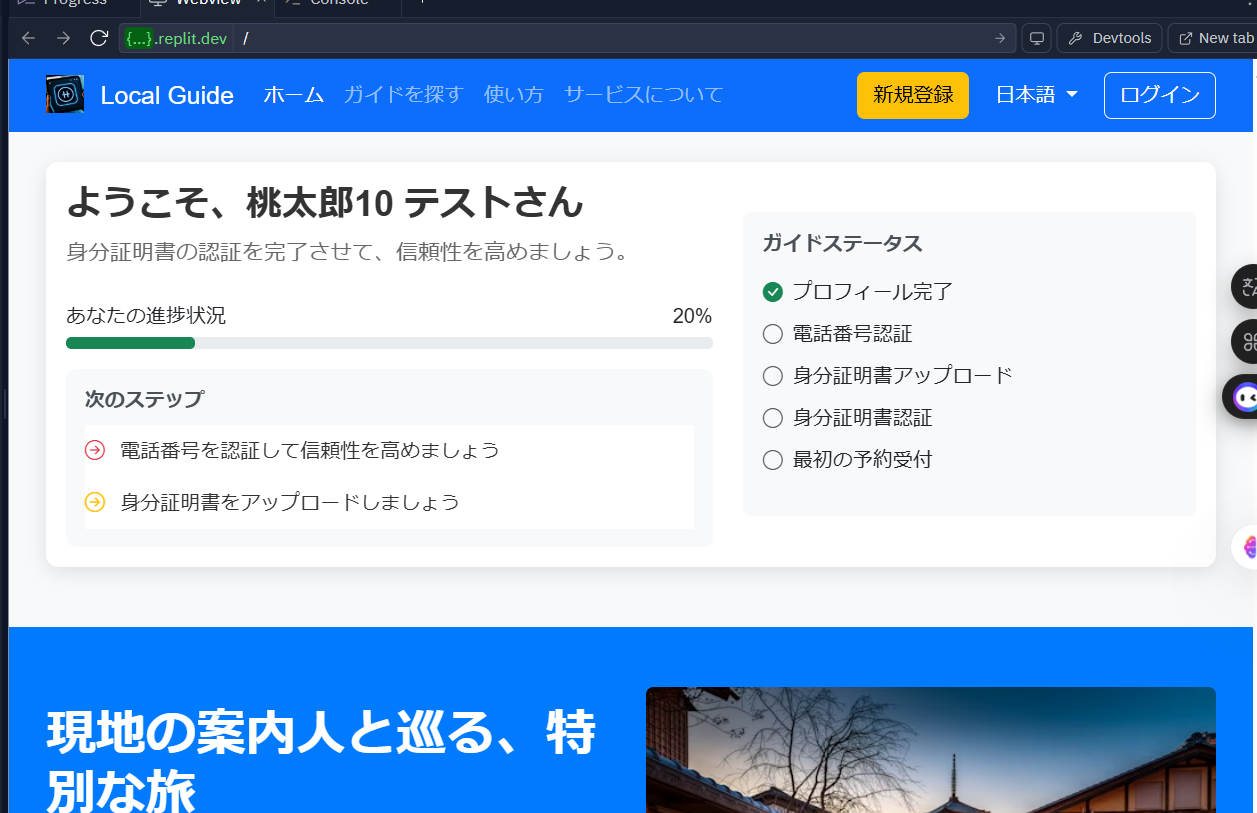 Progress Webview Console
{...}.replit.dev / Devtools New tab
Local Guide ホーム ガイドを探す 使い方 サービスについて 新規登録 日本語 ログイン
ようこそ、桃太郎10 テストさん
身分証明書の認証を完了させて、信頼性を高めましょう。
あなたの進捗状況 20%
次のステップ
電話番号を認証して信頼性を高めましょう
身分証明書をアップロードしましょう
ガイドステータス
プロフィール完了
電話番号認証
身分証明書アップロード
身分証明書認証
最初の予約受付
現地の案内人と巡る、特
別な旅